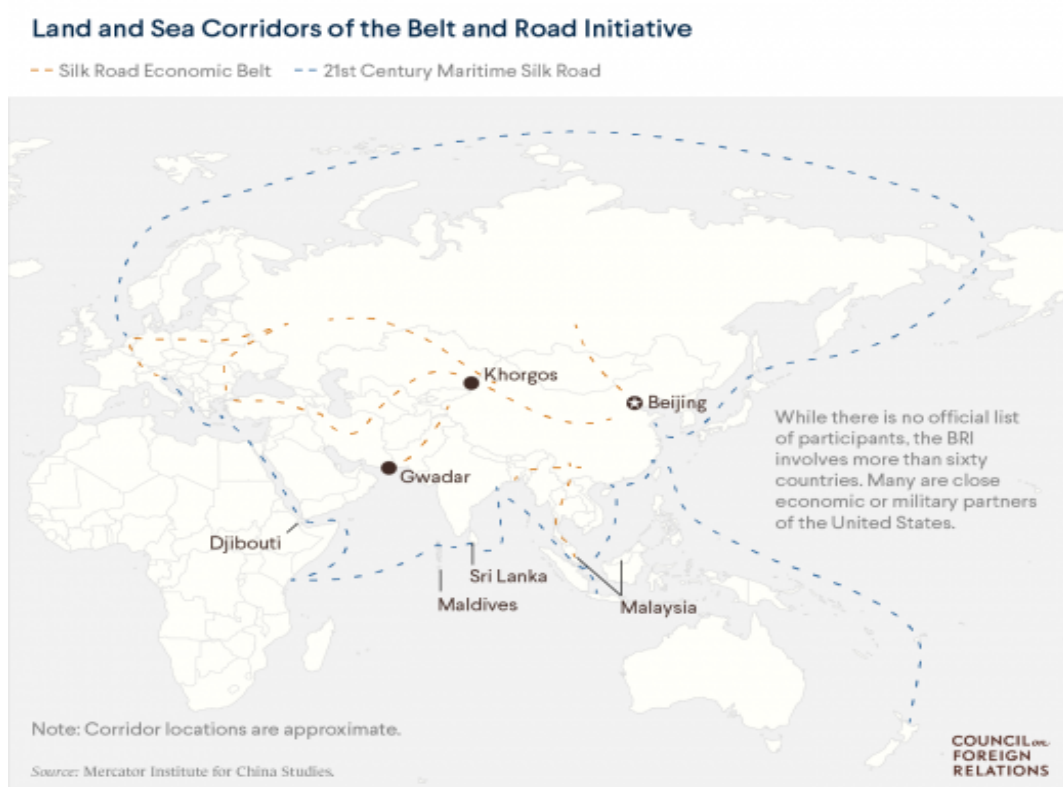 Land and Sea Corridors of the Belt and Road Initiative
Silk Road Economic Belt 21st Century Maritime Silk Road
Khorgos
Beijing
While there is no official list
of participants, the BRI
involves more than sixty
countries. Many are close
economic or military partners
of the United States.
Gwadar
Djibouti
Sri Lanka
Maldives
Malaysia
Note: Corridor locations are approximate.
Source: Mercator Institute for China Studies.
COUNCIL on
FOREIGN
RELATIONS